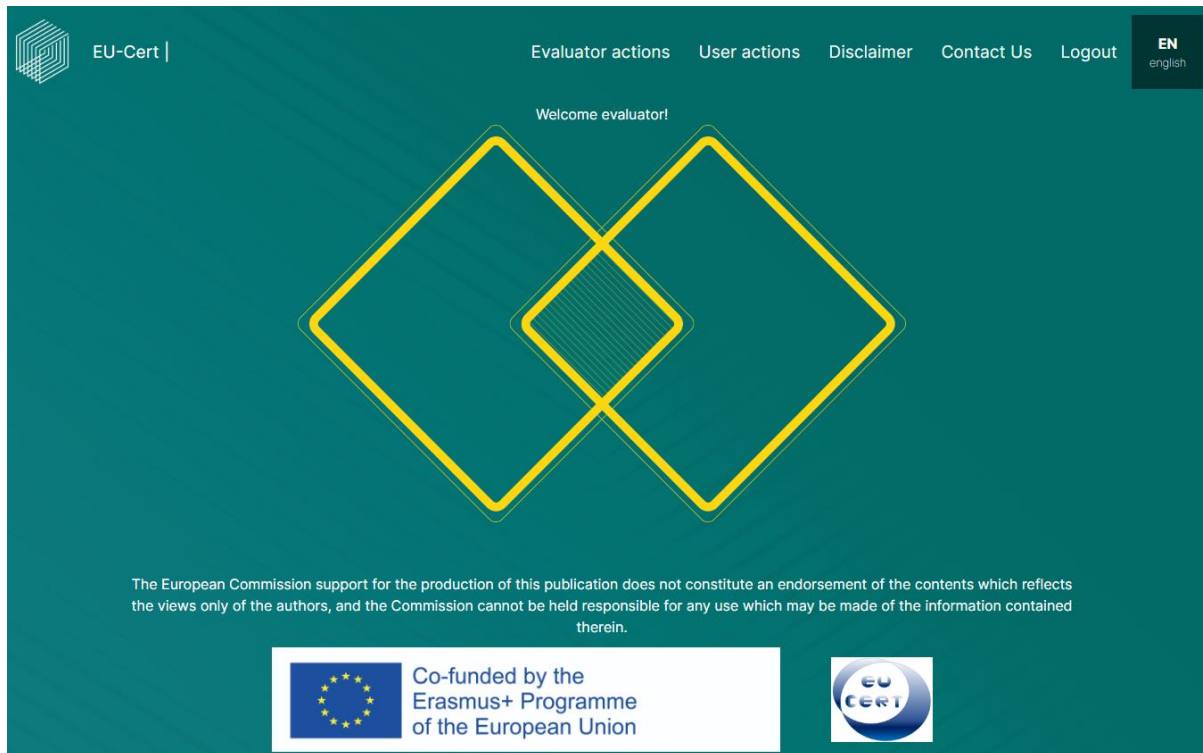 EU-Cert |
Evaluator actions
User actions
Disclaimer
Contact Us
Logout
EN
english
Welcome evaluator!
The European Commission support for the production of this publication does not constitute an endorsement of the contents which reflects
the views only of the authors, and the Commission cannot be held responsible for any use which may be made of the information contained
therein.
Co-funded by the
Erasmus+ Programme
of the European Union
EU
CERT